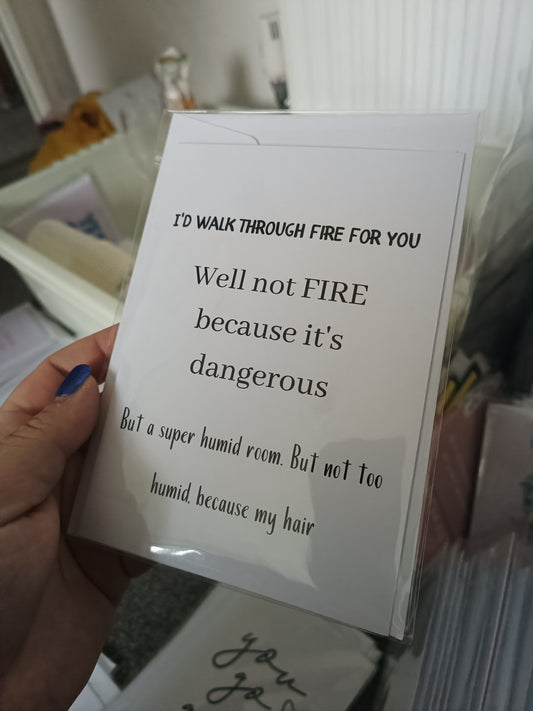 I'D WALK THROUGH FIRE FOR YOU
Well not FIRE
because it's
dangerous
But a super humid room. But not too
humid, because my hair
you